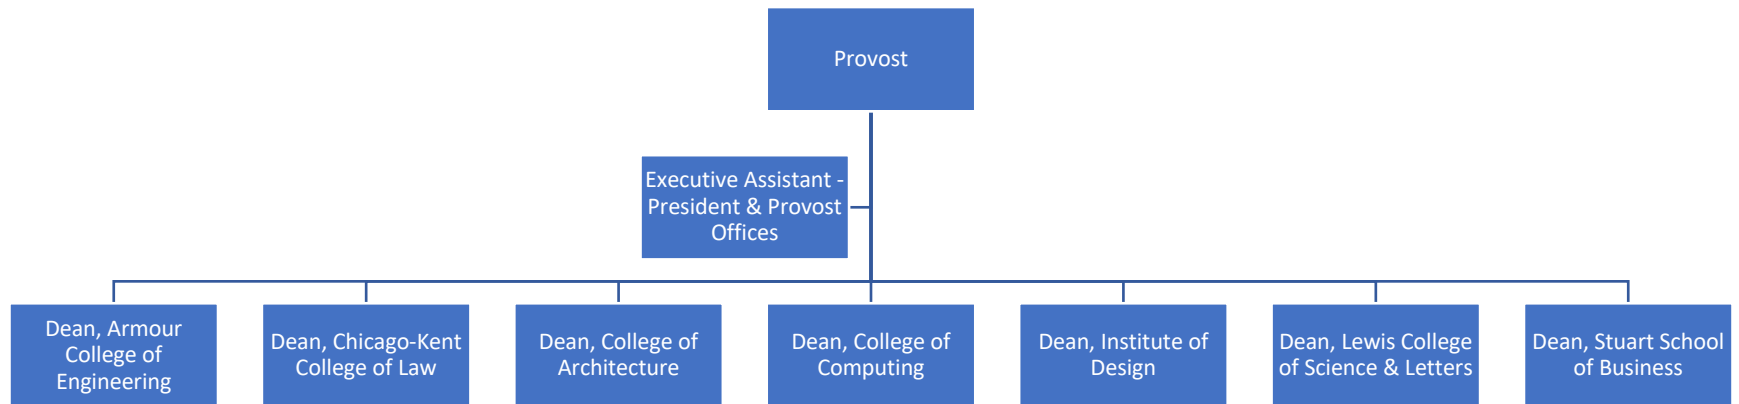 Provost
Executive Assistant -
President & Provost
Offices
Dean, Armour
College of
Engineering
Dean, Chicago-Kent
College of Law
Dean, College of
Architecture
Dean, College of
Computing
Dean, Institute of
Design
Dean, Lewis College
of Science & Letters
Dean, Stuart School
of Business